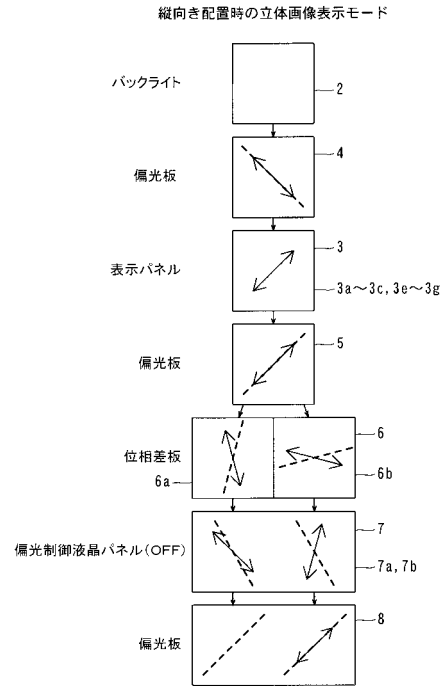 縦向き配置時の立体画像表示モード
バックライト
2
4
偏光板
3
表示パネル
3a～3c,3e～3g
5
偏光板
6
位相差板
6a
6b
7
偏光制御液晶パネル(OFF)
7a,7b
8
偏光板